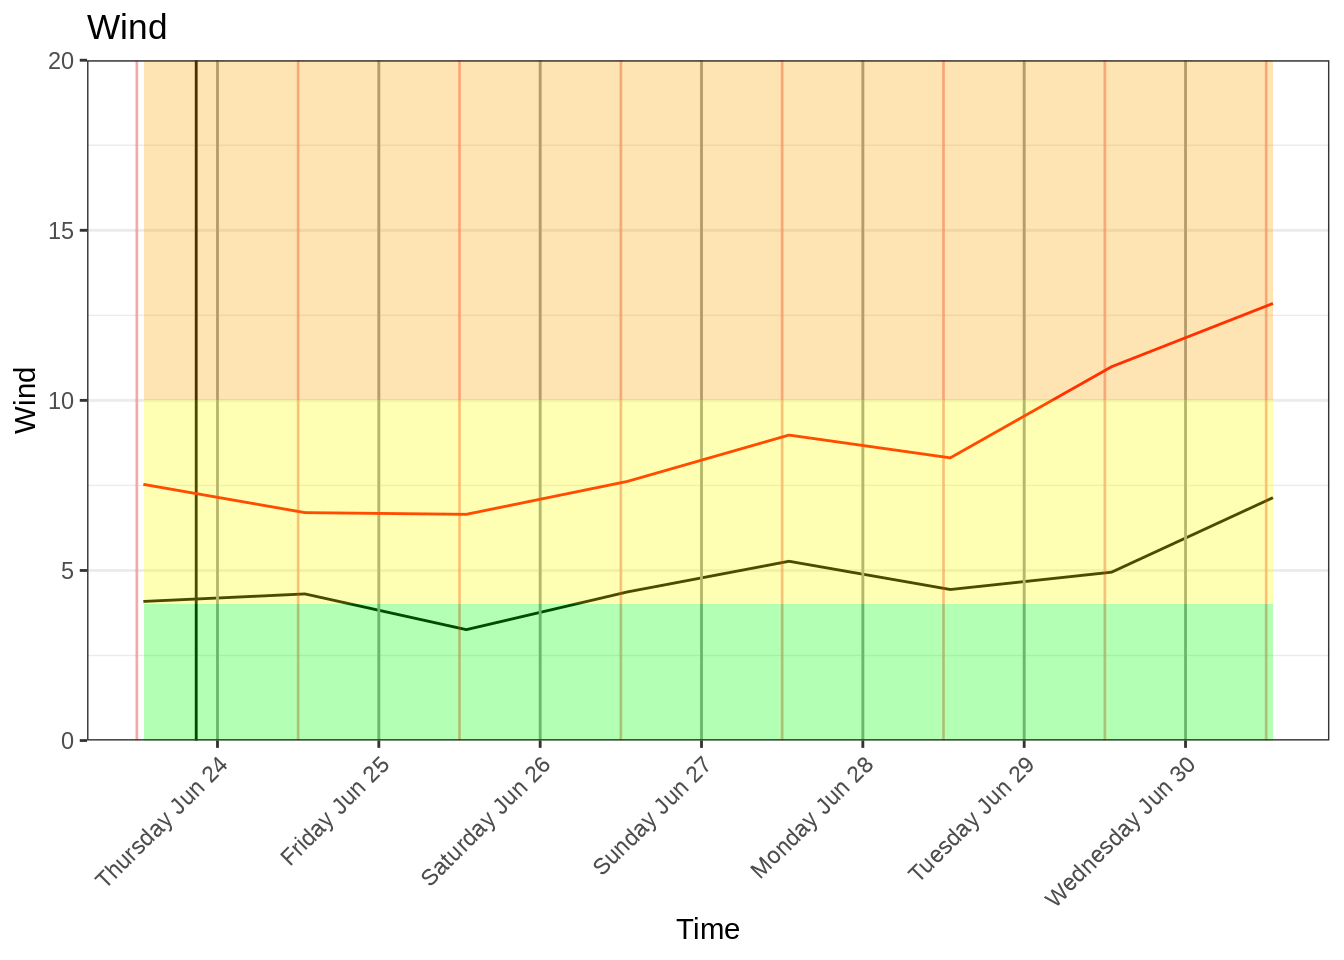 Wind
20
15
10
5
0
Wind
Thursday Jun 24
Friday Jun 25
Saturday Jun 26
Sunday Jun 27
Monday Jun 28
Tuesday Jun 29
Wednesday Jun 30
Time